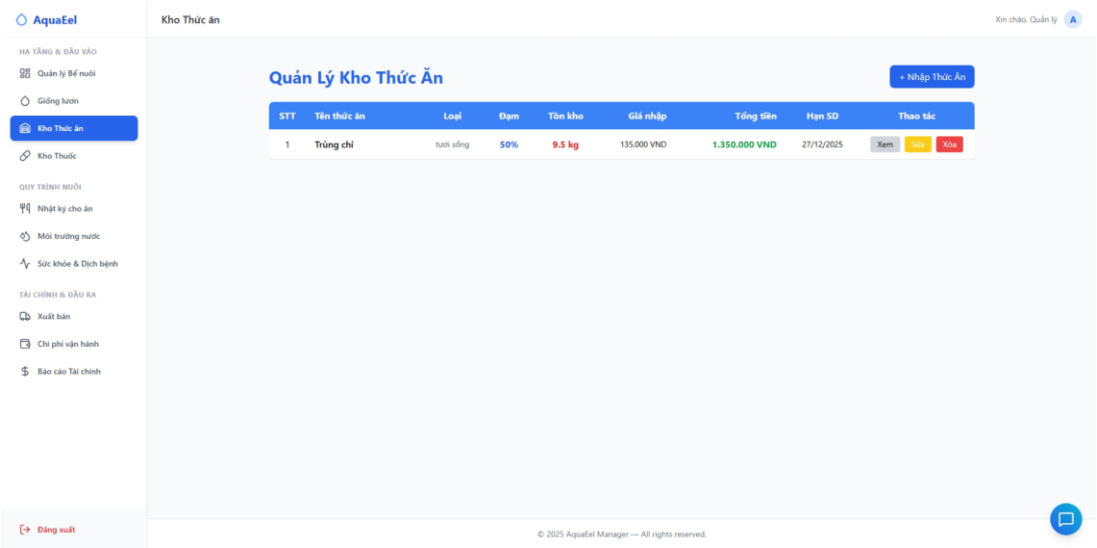 AquaEel
Kho Thức ăn
Xin chào, Quản lý
A
HẠ TẦNG & ĐẦU VÀO
Quản lý Bể nuôi
Giống lươn
Kho Thức ăn
Kho Thuốc
QUY TRÌNH NUÔI
Nhật ký cho ăn
Môi trường nước
Sức khỏe & Dịch bệnh
TÀI CHÍNH & ĐẦU RA
Xuất bán
Chi phí vận hành
Báo cáo Tài chính
Đăng xuất
Quản Lý Kho Thức Ăn
+ Nhập Thức Ăn
STT Tên thức ăn Loại Đạm Tồn kho Giá nhập Tổng tiền Hạn SD Thao tác
1 Trùng chỉ tươi sống 50% 9.5 kg 135.000 VND 1.350.000 VND 27/12/2025 Xem Sửa Xóa
© 2025 AquaEel Manager — All rights reserved.